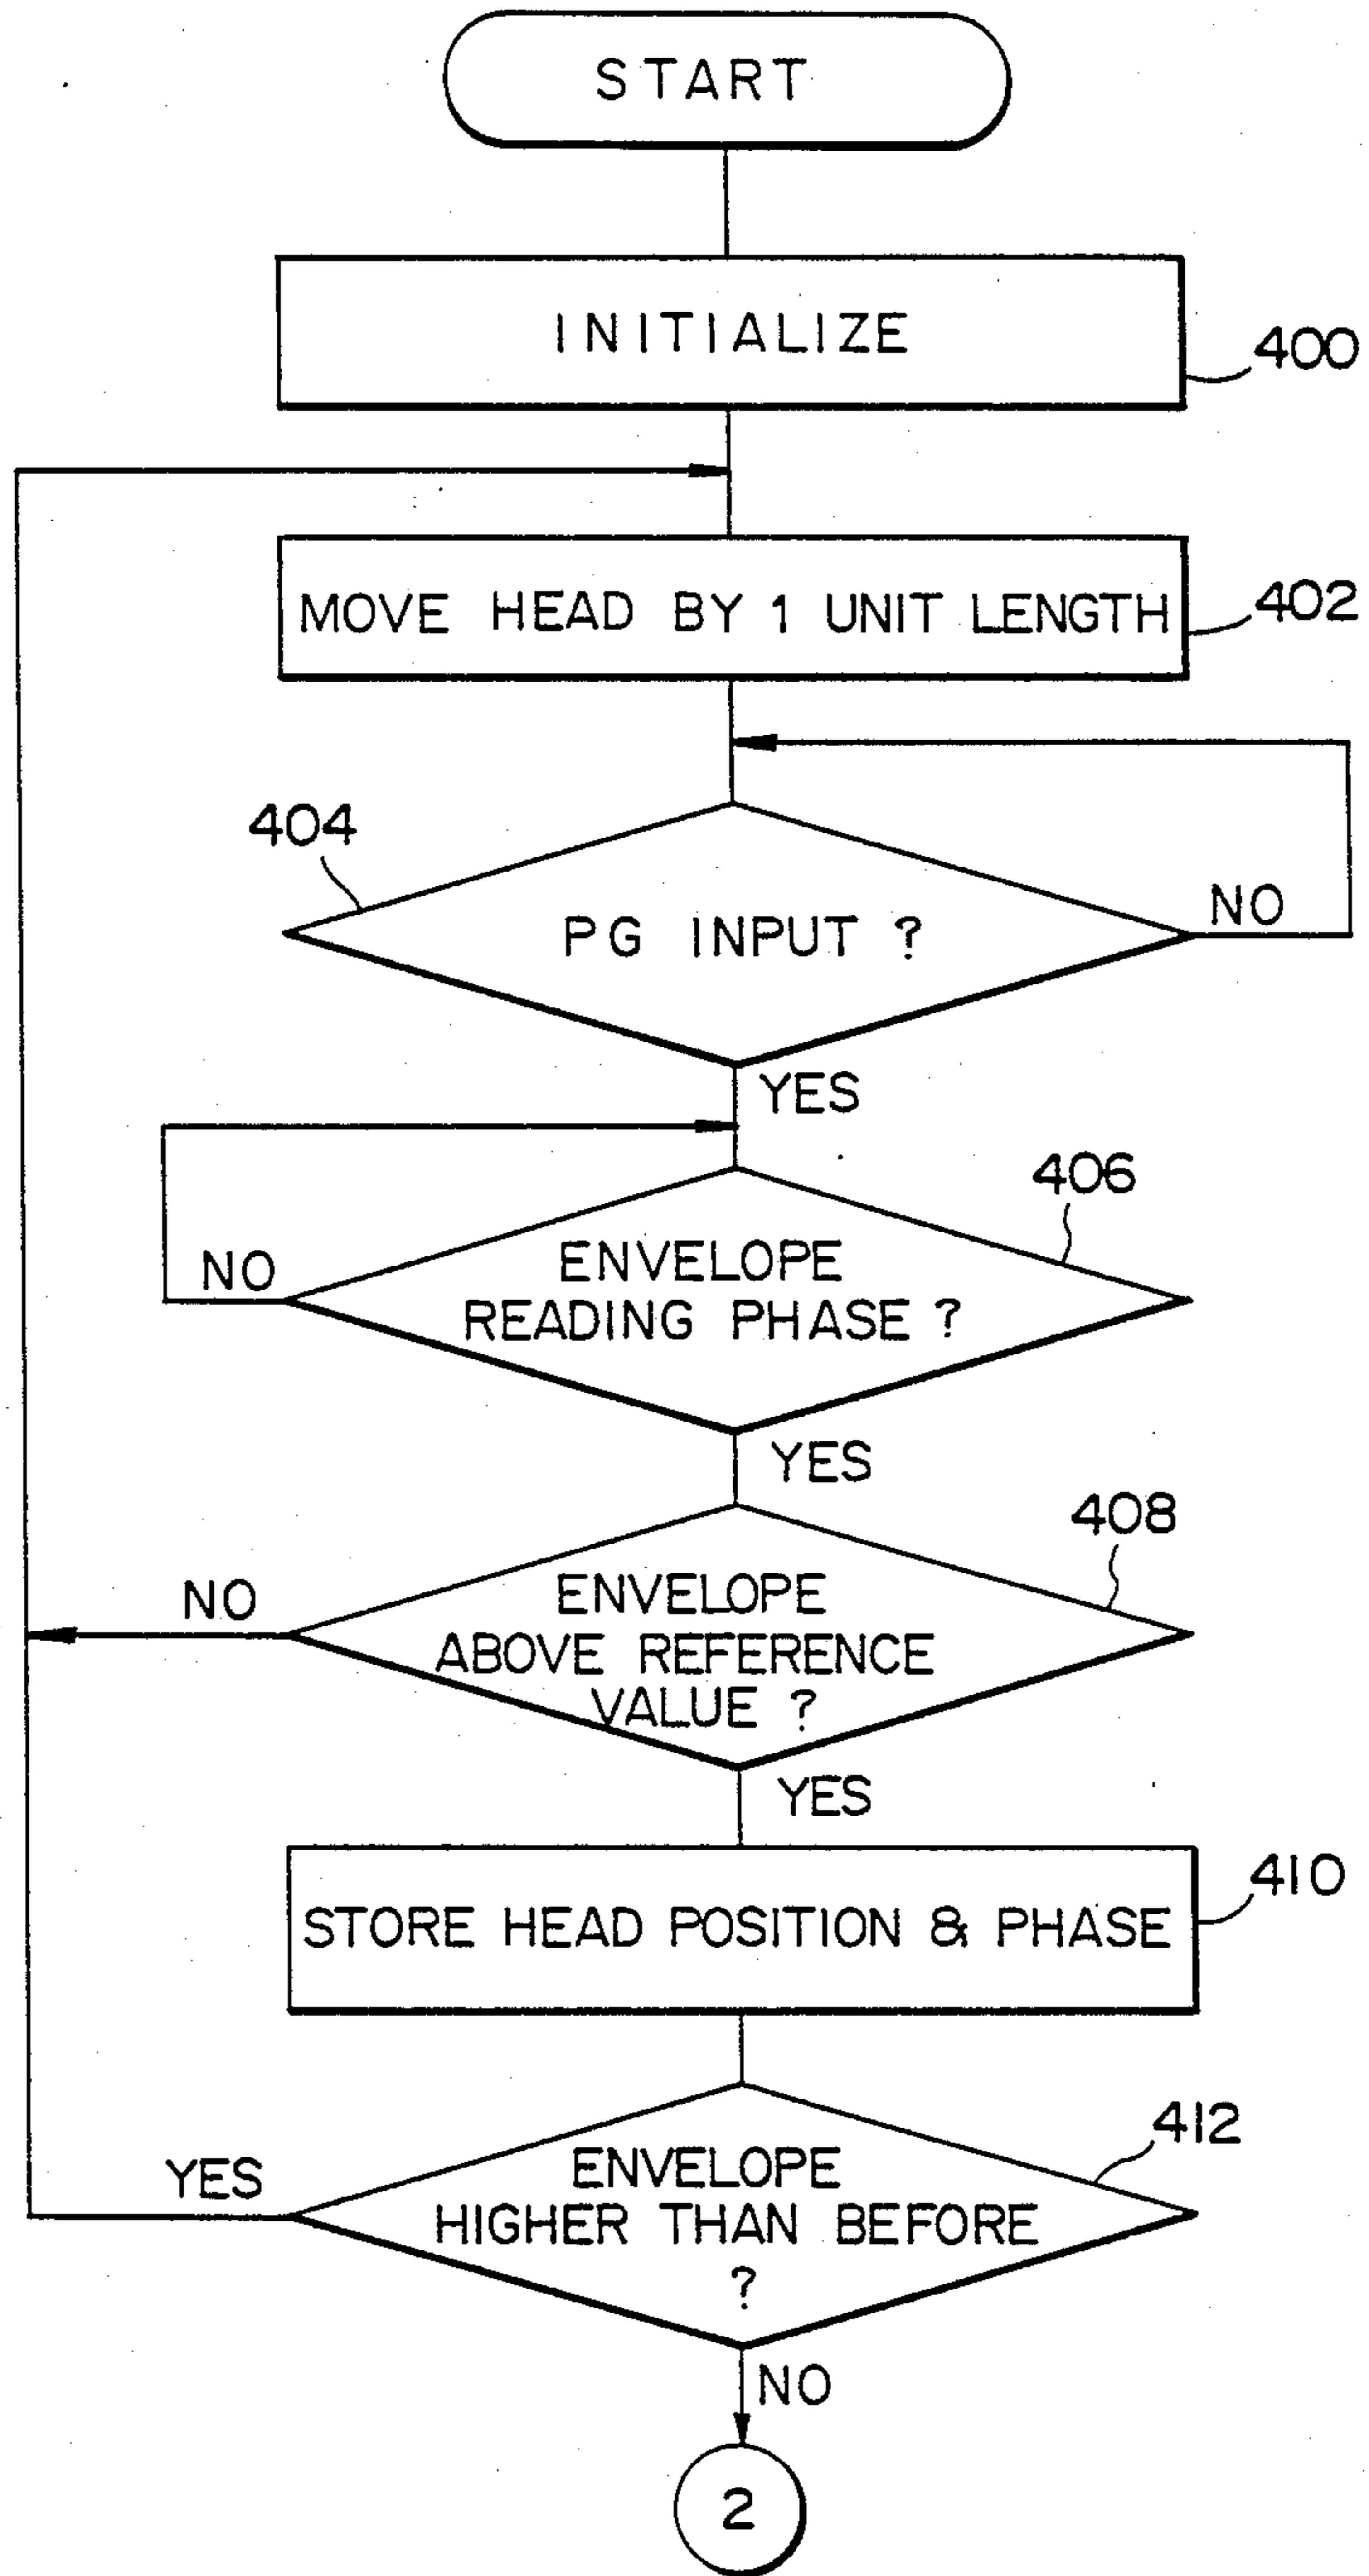 START
INITIALIZE
400
MOVE HEAD BY 1 UNIT LENGTH
402
404
PG INPUT ?
NO
YES
406
NO
ENVELOPE
READING PHASE ?
YES
408
NO
ENVELOPE
ABOVE REFERENCE
VALUE ?
YES
410
STORE HEAD POSITION & PHASE
412
YES
ENVELOPE
HIGHER THAN BEFORE
?
NO
2